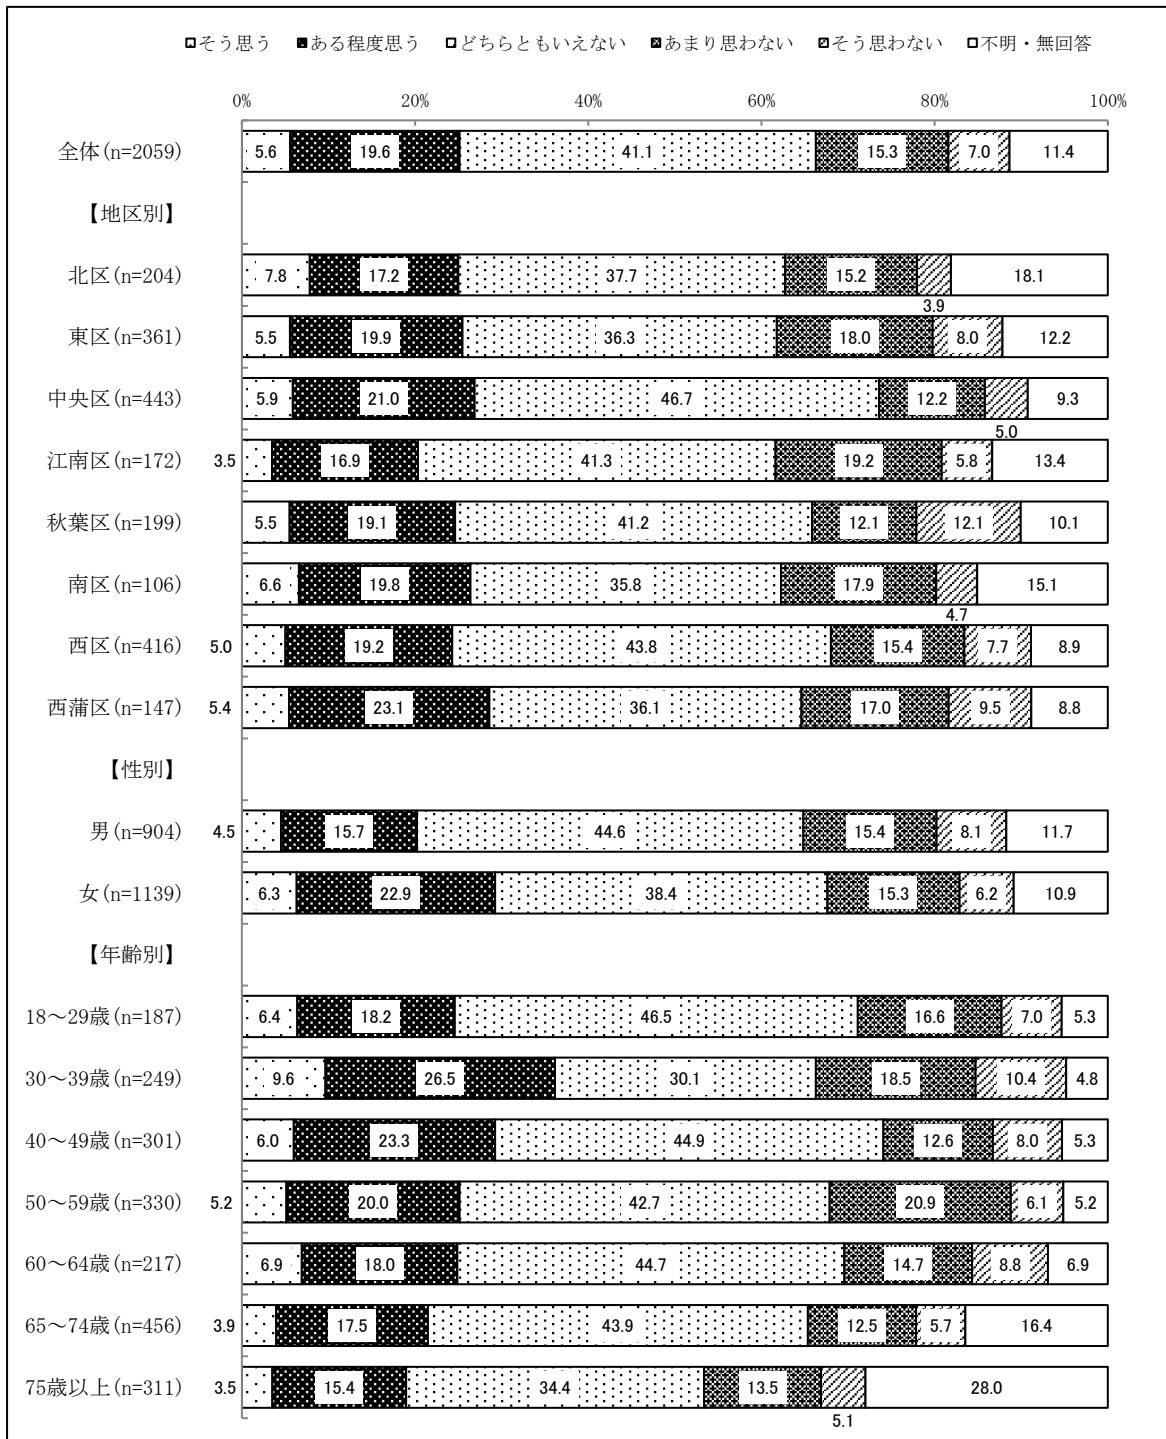 そう思う ある程度思う どちらともいえない あまり思わない そう思わない 不明・無回答
0% 20% 40% 60% 80% 100%
全体(n=2059) 5.6 19.6 41.1 15.3 7.0 11.4
【地区別】
北区(n=204) 7.8 17.2 37.7 15.2 3.9 18.1
東区(n=361) 5.5 19.9 36.3 18.0 8.0 12.2
中央区(n=443) 5.9 21.0 46.7 12.2 5.0 9.3
江南区(n=172) 3.5 16.9 41.3 19.2 5.8 13.4
秋葉区(n=199) 5.5 19.1 41.2 12.1 12.1 10.1
南区(n=106) 6.6 19.8 35.8 17.9 4.7 15.1
西区(n=416) 5.0 19.2 43.8 15.4 7.7 8.9
西蒲区(n=147) 5.4 23.1 36.1 17.0 9.5 8.8
【性別】
男(n=904) 4.5 15.7 44.6 15.4 8.1 11.7
女(n=1139) 6.3 22.9 38.4 15.3 6.2 10.9
【年齢別】
18～29歳(n=187) 6.4 18.2 46.5 16.6 7.0 5.3
30～39歳(n=249) 9.6 26.5 30.1 18.5 10.4 4.8
40～49歳(n=301) 6.0 23.3 44.9 12.6 8.0 5.3
50～59歳(n=330) 5.2 20.0 42.7 20.9 6.1 5.2
60～64歳(n=217) 6.9 18.0 44.7 14.7 8.8 6.9
65～74歳(n=456) 3.9 17.5 43.9 12.5 5.7 16.4
75歳以上(n=311) 3.5 15.4 34.4 13.5 5.1 28.0